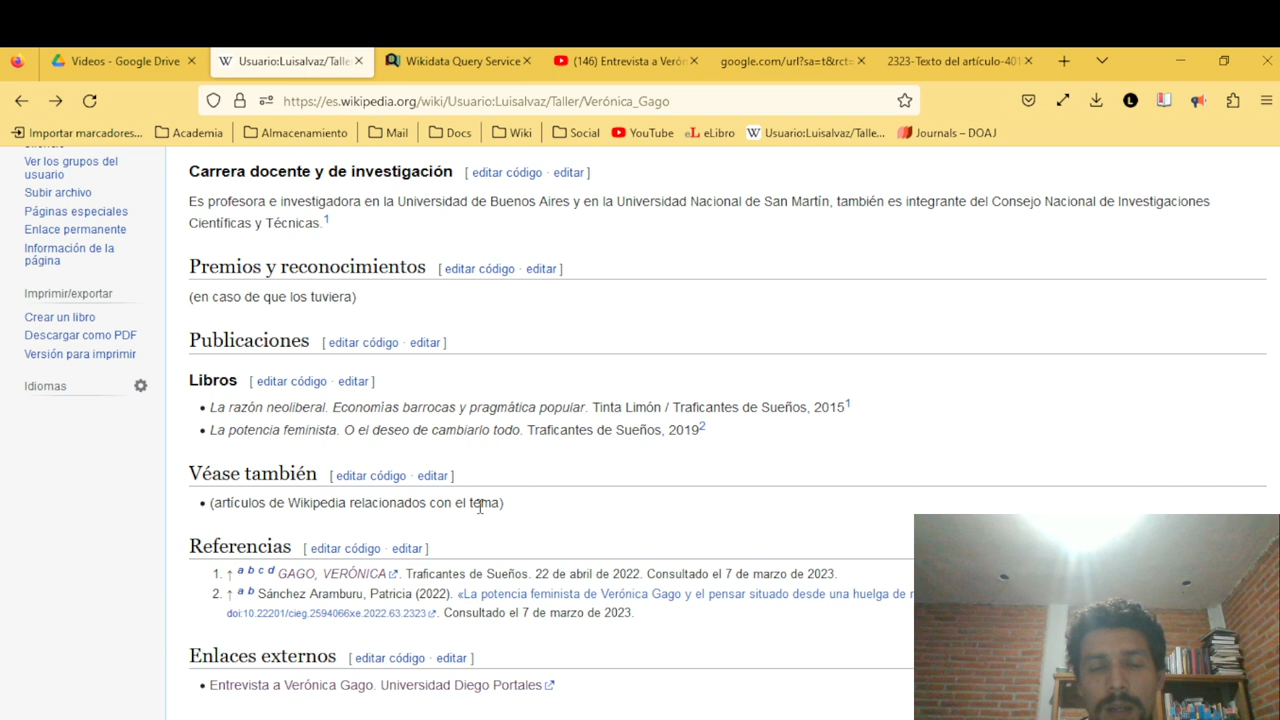 Videos - Google Drive
Usuario:Luisalvaz/Talle
Wikidata Query Service
(146) Entrevista a Veró
google.com/url?sa=t&rct=
2323-Texto del artículo-401
https://es.wikipedia.org/wiki/Usuario:Luisalvaz/Taller/Verónica_Gago
Importar marcadores... Academia Almacenamiento Mail Docs Wiki Social YouTube eLibro Usuario:Luisalvaz/Talle... Journals – DOAJ
Ver los grupos del
usuario
Subir archivo
Páginas especiales
Enlace permanente
Información de la
página
Imprimir/exportar
Crear un libro
Descargar como PDF
Versión para imprimir
Idiomas
Carrera docente y de investigación [ editar código · editar ]
Es profesora e investigadora en la Universidad de Buenos Aires y en la Universidad Nacional de San Martín, también es integrante del Consejo Nacional de Investigaciones
Científicas y Técnicas.1
Premios y reconocimientos [ editar código · editar ]
(en caso de que los tuviera)
Publicaciones [ editar código · editar ]
Libros [ editar código · editar ]
• La razón neoliberal. Economías barrocas y pragmática popular. Tinta Limón / Traficantes de Sueños, 20151
• La potencia feminista. O el deseo de cambiarlo todo. Traficantes de Sueños, 20192
Véase también [ editar código · editar ]
• (artículos de Wikipedia relacionados con el tema)
Referencias [ editar código · editar ]
1. ↑ a b c d GAGO, VERÓNICA. Traficantes de Sueños. 22 de abril de 2022. Consultado el 7 de marzo de 2023.
2. ↑ a b Sánchez Aramburu, Patricia (2022). «La potencia feminista de Verónica Gago y el pensar situado desde una huelga de
doi:10.22201/cieg.2594066xe.2022.63.2323. Consultado el 7 de marzo de 2023.
Enlaces externos [ editar código · editar ]
• Entrevista a Verónica Gago. Universidad Diego Portales